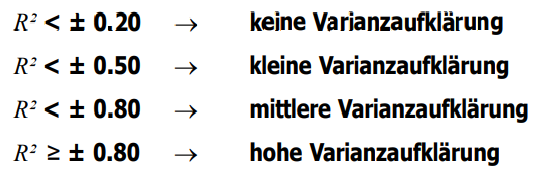 R² < ± 0.20 → keine Varianzaufklärung
R² < ± 0.50 → kleine Varianzaufklärung
R² < ± 0.80 → mittlere Varianzaufklärung
R² ≥ ± 0.80 → hohe Varianzaufklärung